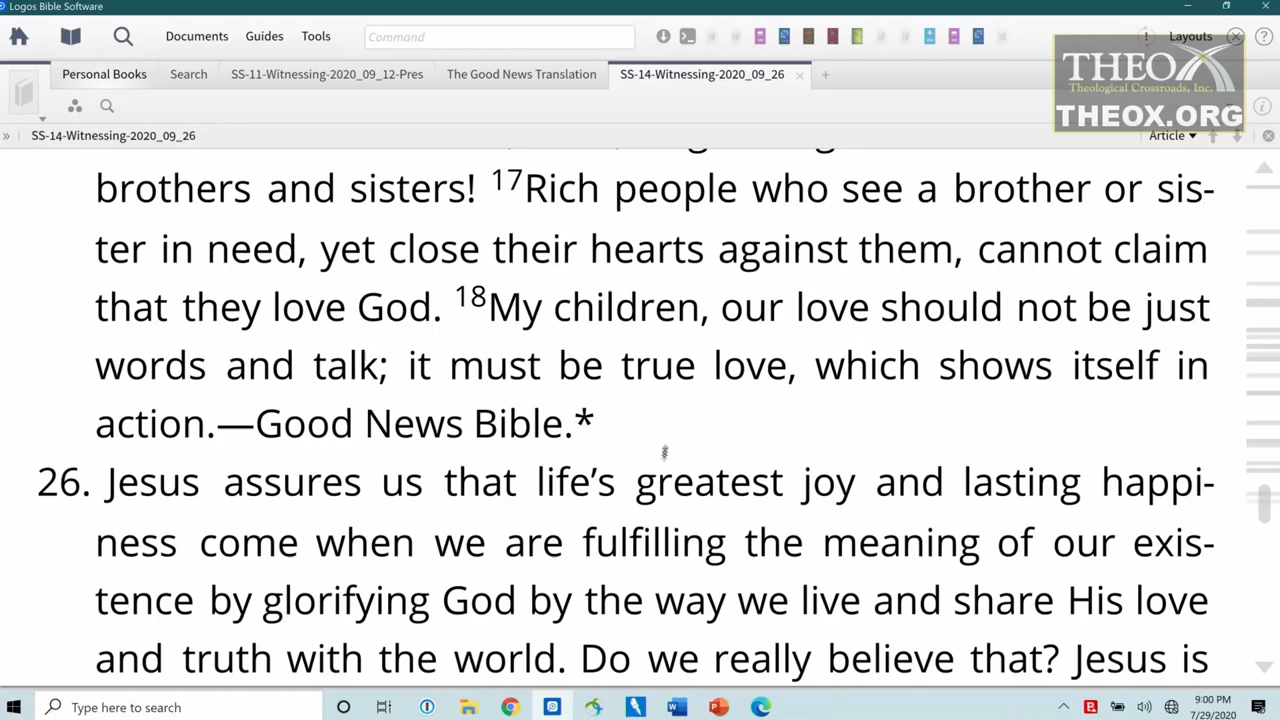 Logos Bible Software
Documents Guides Tools Command Layouts
Personal Books Search SS-11-Witnessing-2020_09_12-Pres The Good News Translation SS-14-Witnessing-2020_09_26
THEOX
Theological Crossroads, Inc.
THEOX.ORG
SS-14-Witnessing-2020_09_26 Article
brothers and sisters! 17Rich people who see a brother or sis-
ter in need, yet close their hearts against them, cannot claim
that they love God. 18My children, our love should not be just
words and talk; it must be true love, which shows itself in
action.—Good News Bible.*
26. Jesus assures us that life’s greatest joy and lasting happi-
ness come when we are fulfilling the meaning of our exis-
tence by glorifying God by the way we live and share His love
and truth with the world. Do we really believe that? Jesus is
Type here to search
9:00 PM
7/29/2020